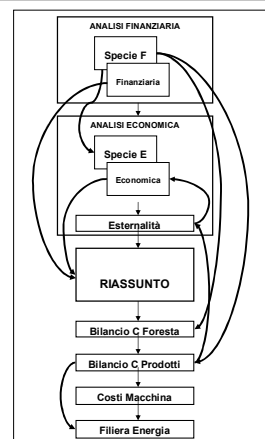 ANALISI FINANZIARIA
Specie F
Finanziaria
ANALISI ECONOMICA
Specie E
Economica
Esternalità
RIASSUNTO
Bilancio C Foresta
Bilancio C Prodotti
Costi Macchina
Filiera Energia